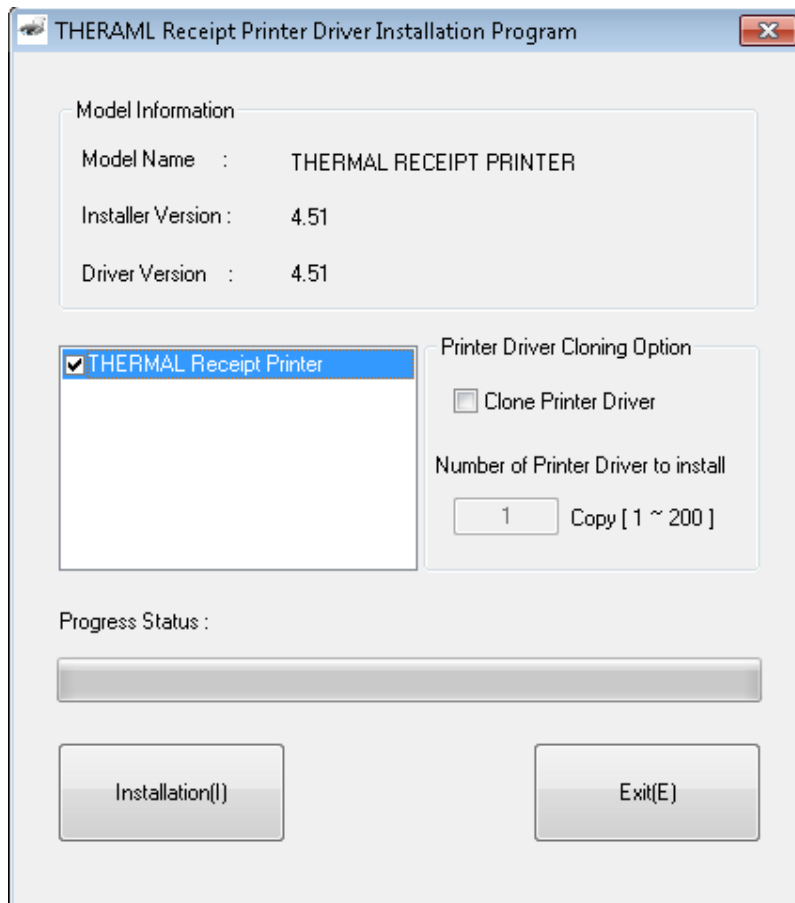 THERAML Receipt Printer Driver Installation Program
Model Information
Model Name : THERMAL RECEIPT PRINTER
Installer Version : 4.51
Driver Version : 4.51
THERMAL Receipt Printer
Printer Driver Cloning Option
Clone Printer Driver
Number of Printer Driver to install
1 Copy [ 1 ~ 200 ]
Progress Status :
Installation(I)
Exit(E)